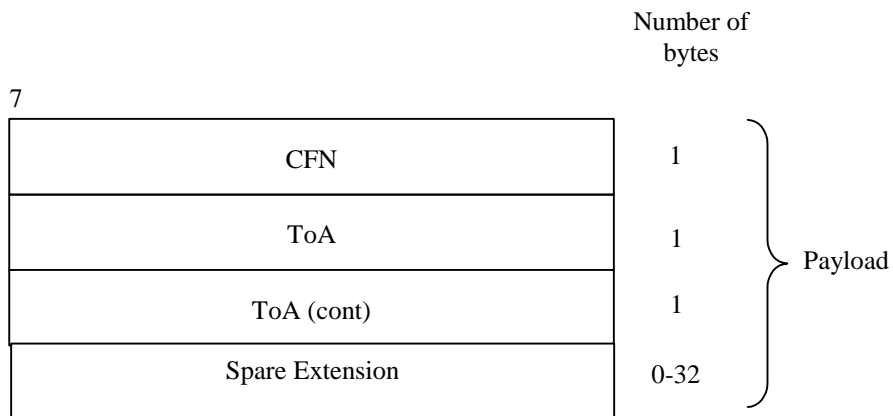 Number of
bytes
7
CFN 1
ToA 1
ToA (cont) 1
Payload
Spare Extension 0-32